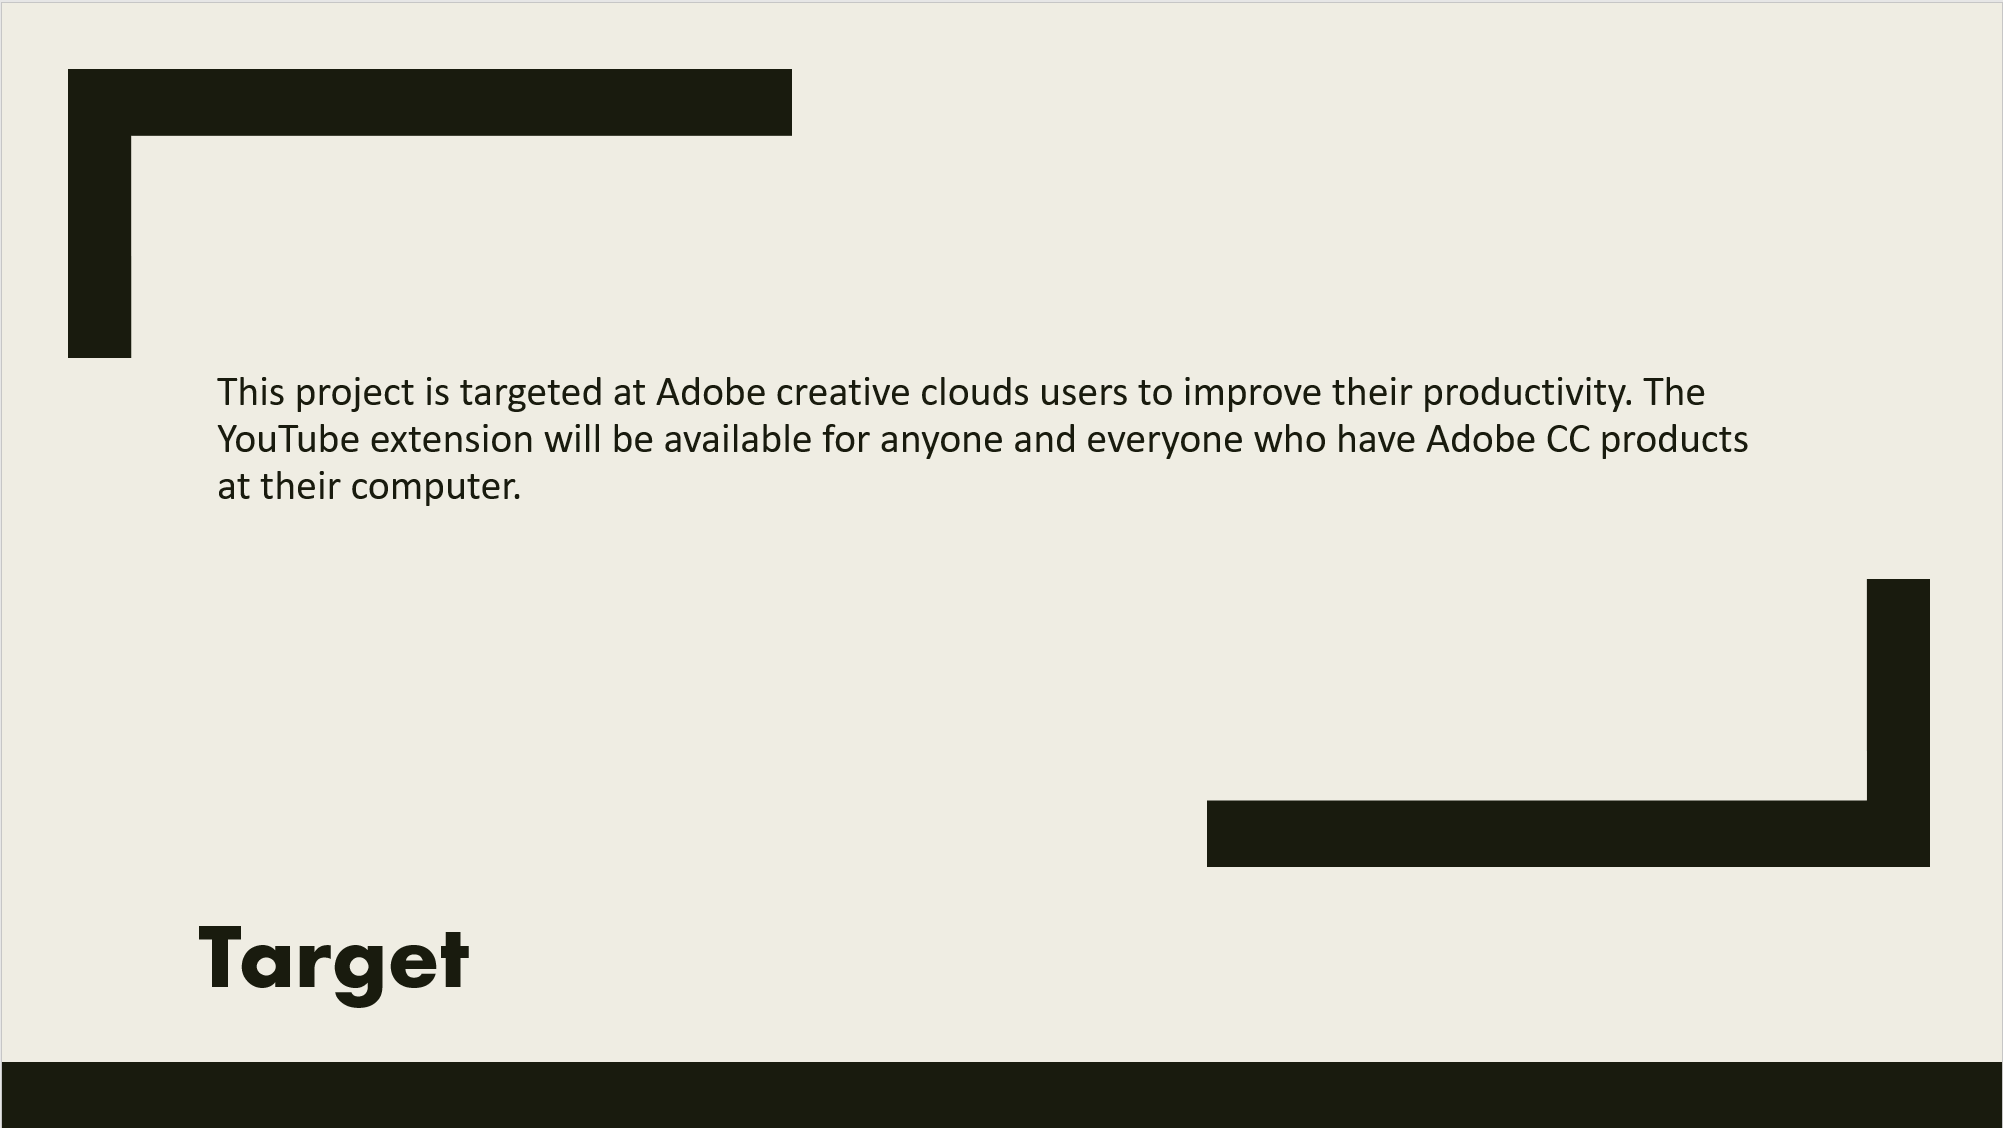 This project is targeted at Adobe creative clouds users to improve their productivity. The
YouTube extension will be available for anyone and everyone who have Adobe CC products
at their computer.
Target